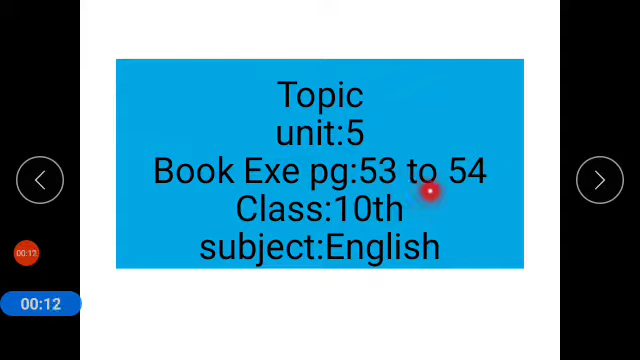 Topic
unit:5
Book Exe pg:53 to 54
Class:10th
subject:English
00:12
00:12